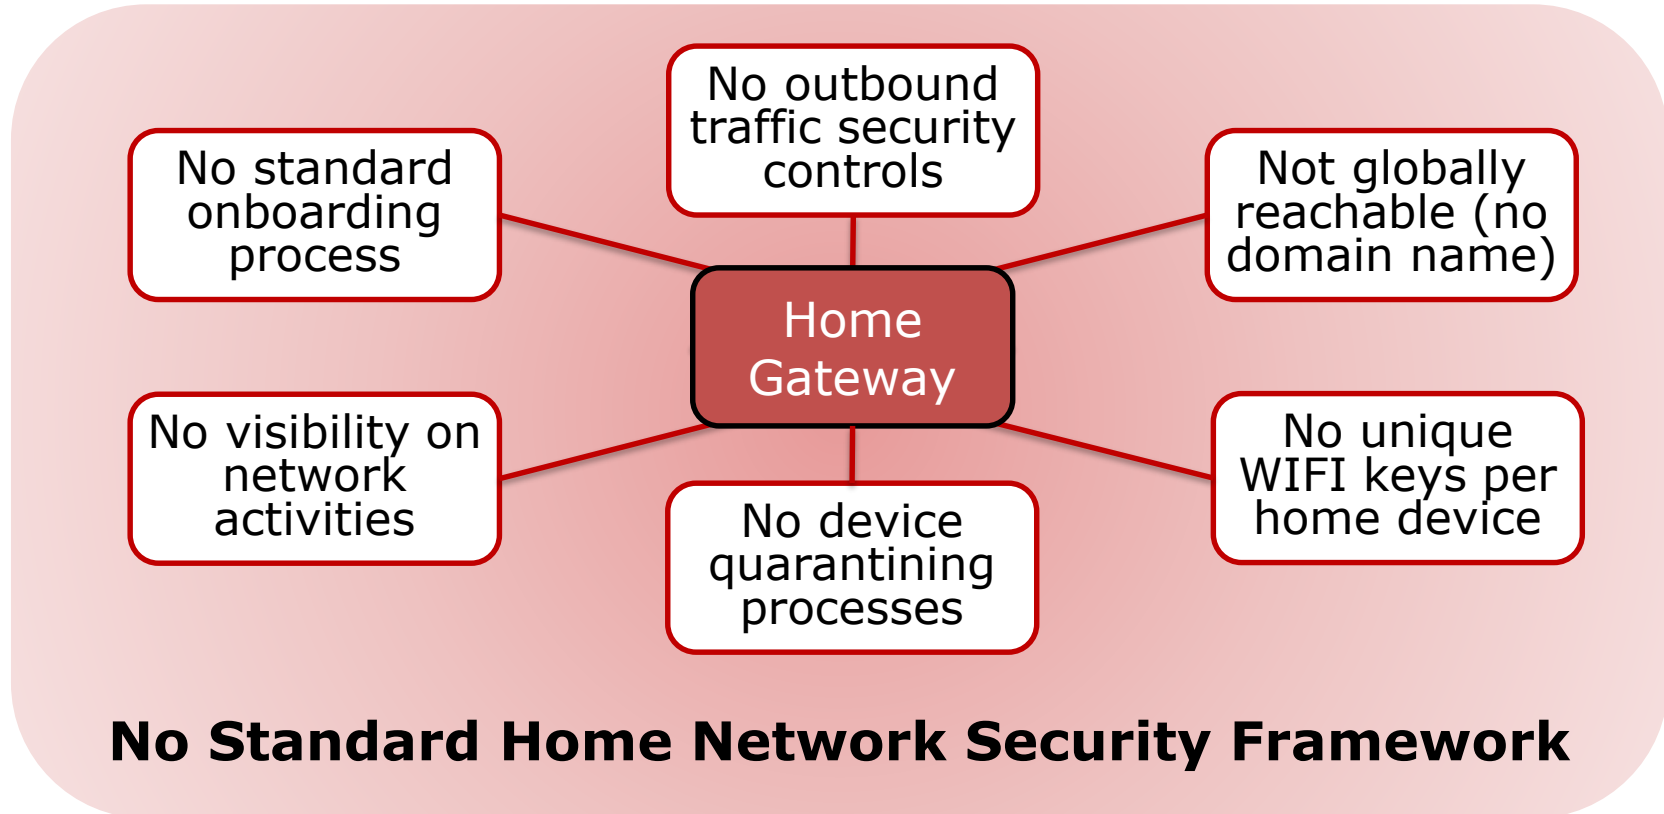 No outbound
traffic security
controls
No standard
onboarding
process
Not globally
reachable (no
domain name)
Home
Gateway
No visibility on
network
activities
No unique
WIFI keys per
home device
No device
quarantining
processes
No Standard Home Network Security Framework